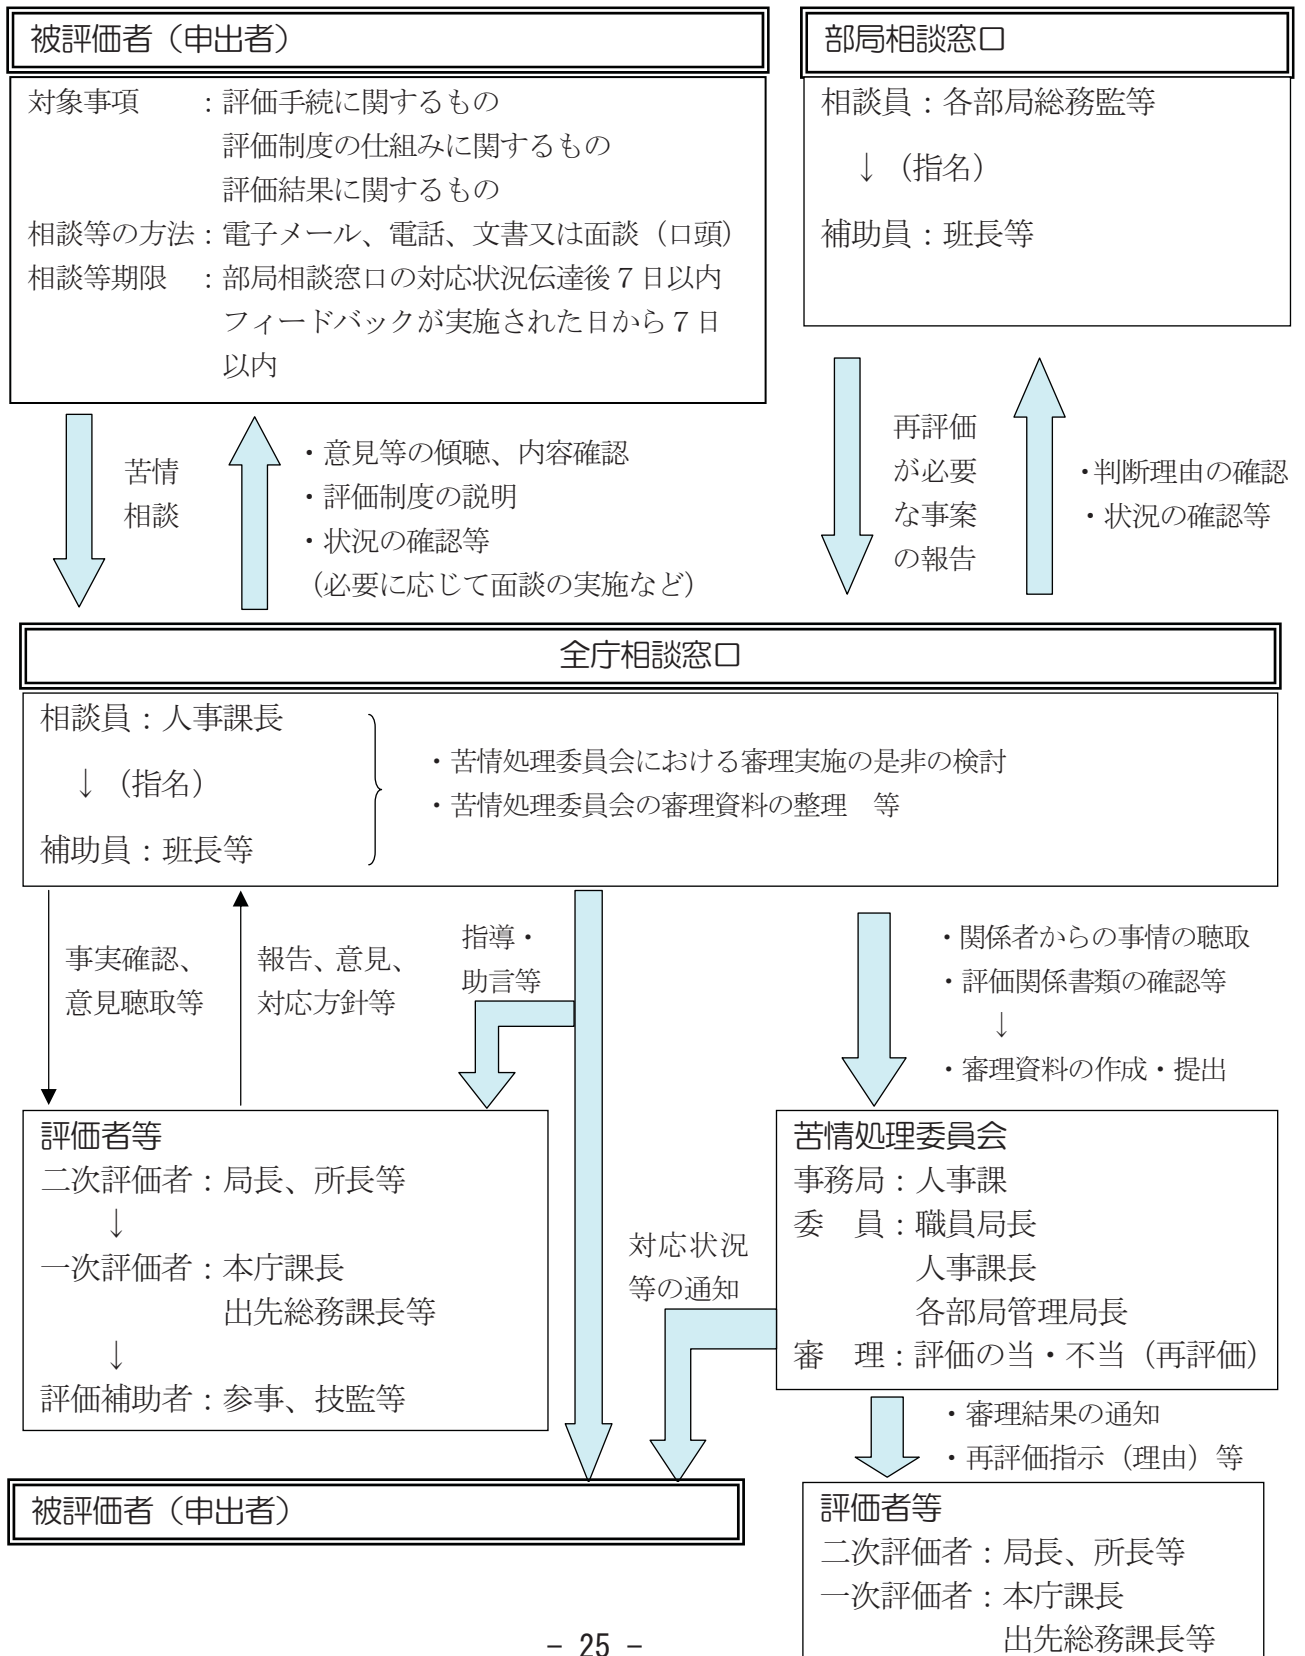 被評価者（申出者）
対象事項　　：評価手続に関するもの
評価制度の仕組みに関するもの
評価結果に関するもの
相談等の方法：電子メール、電話、文書又は面談（口頭）
相談等期限　：部局相談窓口の対応状況伝達後７日以内
フィードバックが実施された日から７日
以内
部局相談窓口
相談員：各部局総務監等
↓（指名）
補助員：班長等
苦情
相談
・意見等の傾聴、内容確認
・評価制度の説明
・状況の確認等
（必要に応じて面談の実施など）
再評価
が必要
な事案
の報告
・判断理由の確認
・状況の確認等
全庁相談窓口
相談員：人事課長
↓（指名）
補助員：班長等
・苦情処理委員会における審理実施の是非の検討
・苦情処理委員会の審理資料の整理　等
事実確認、
意見聴取等
報告、意見、
対応方針等
指導・
助言等
・関係者からの事情の聴取
・評価関係書類の確認等
↓
・審理資料の作成・提出
評価者等
二次評価者：局長、所長等
↓
一次評価者：本庁課長
出先総務課長等
↓
評価補助者：参事、技監等
対応状況
等の通知
苦情処理委員会
事務局：人事課
委　員：職員局長
人事課長
各部局管理局長
審　理：評価の当・不当（再評価）
・審理結果の通知
・再評価指示（理由）等
被評価者（申出者）
評価者等
二次評価者：局長、所長等
一次評価者：本庁課長
出先総務課長等
－ 25 －